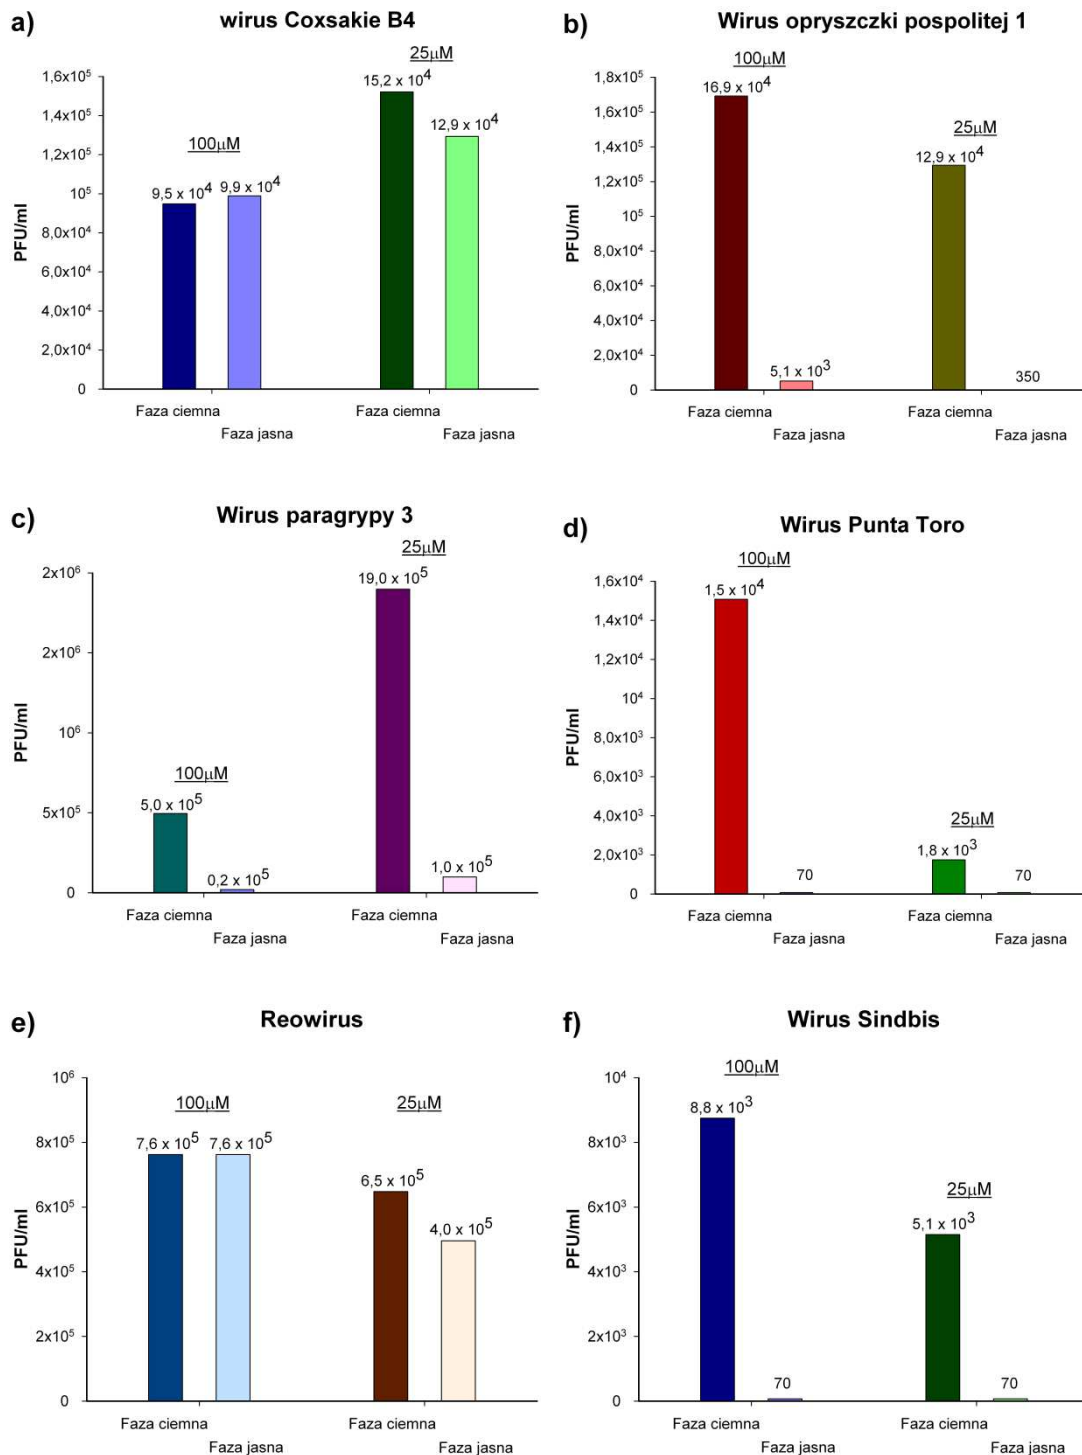 a)
wirus Coxsakie B4
PFU/ml
1,6x10⁵
1,4x10⁵
1,2x10⁵
10⁵
8,0x10⁴
6,0x10⁴
4,0x10⁴
2,0x10⁴
0
100µM
9,5 x 10⁴
9,9 x 10⁴
25µM
15,2 x 10⁴
12,9 x 10⁴
Faza ciemna
Faza jasna
Faza ciemna
Faza jasna
b)
Wirus opryszczki pospolitej 1
PFU/ml
1,8x10⁵
1,6x10⁵
1,4x10⁵
1,2x10⁵
10⁵
8,0x10⁴
6,0x10⁴
4,0x10⁴
2,0x10⁴
0
100µM
16,9 x 10⁴
5,1 x 10³
25µM
12,9 x 10⁴
350
Faza ciemna
Faza jasna
Faza ciemna
Faza jasna
c)
Wirus paragrypy 3
PFU/ml
2x10⁶
2x10⁶
10⁶
5x10⁵
0
100µM
5,0 x 10⁵
0,2 x 10⁵
25µM
19,0 x 10⁵
1,0 x 10⁵
Faza ciemna
Faza jasna
Faza ciemna
Faza jasna
d)
Wirus Punta Toro
PFU/ml
1,6x10⁴
1,4x10⁴
1,2x10⁴
10⁴
8,0x10³
6,0x10³
4,0x10³
2,0x10³
0
100µM
1,5 x 10⁴
70
25µM
1,8 x 10³
70
Faza ciemna
Faza jasna
Faza ciemna
Faza jasna
e)
Reowirus
PFU/ml
10⁶
8x10⁵
6x10⁵
4x10⁵
2x10⁵
0
100µM
7,6 x 10⁵
7,6 x 10⁵
25µM
6,5 x 10⁵
4,0 x 10⁵
Faza ciemna
Faza jasna
Faza ciemna
Faza jasna
f)
Wirus Sindbis
PFU/ml
10⁴
8x10³
6x10³
4x10³
2x10³
0
100µM
8,8 x 10³
70
25µM
5,1 x 10³
70
Faza ciemna
Faza jasna
Faza ciemna
Faza jasna